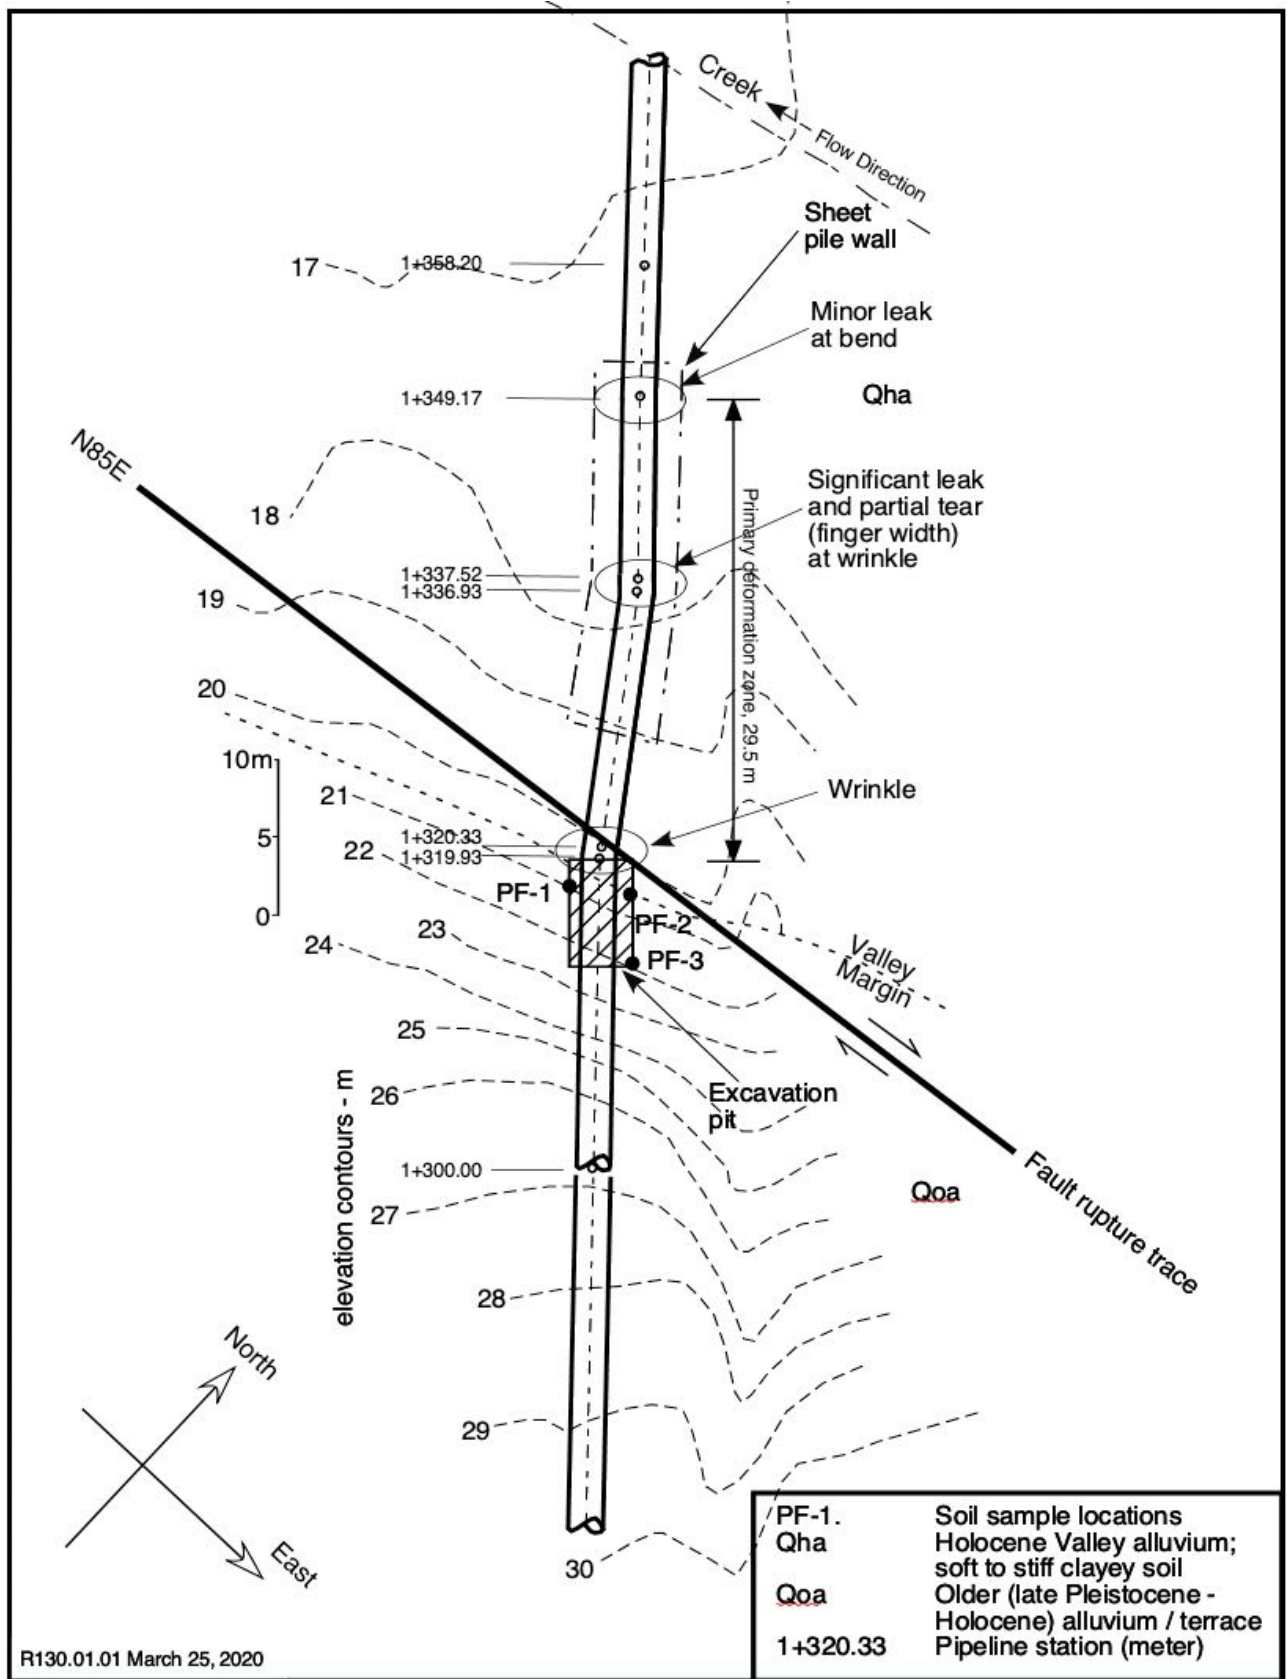 Creek
Flow Direction
Sheet
pile wall
17
1+358.20
Minor leak
at bend
1+349.17
Qha
N85E
18
Significant leak
and partial tear
(finger width)
at wrinkle
Primary deformation zone, 29.5 m
1+337.52
1+336.93
19
20
10m
21
Wrinkle
5
1+320.33
22
1+319.93
PF-1
0
PF-2
23
24
PF-3
Valley
Margin
25
elevation contours - m
26
Excavation
pit
1+300.00
Qoa
Fault rupture trace
27
28
North
29
East
30
PF-1. Soil sample locations
Qha Holocene Valley alluvium;
soft to stiff clayey soil
Qoa Older (late Pleistocene -
Holocene) alluvium / terrace
1+320.33 Pipeline station (meter)
R130.01.01 March 25, 2020